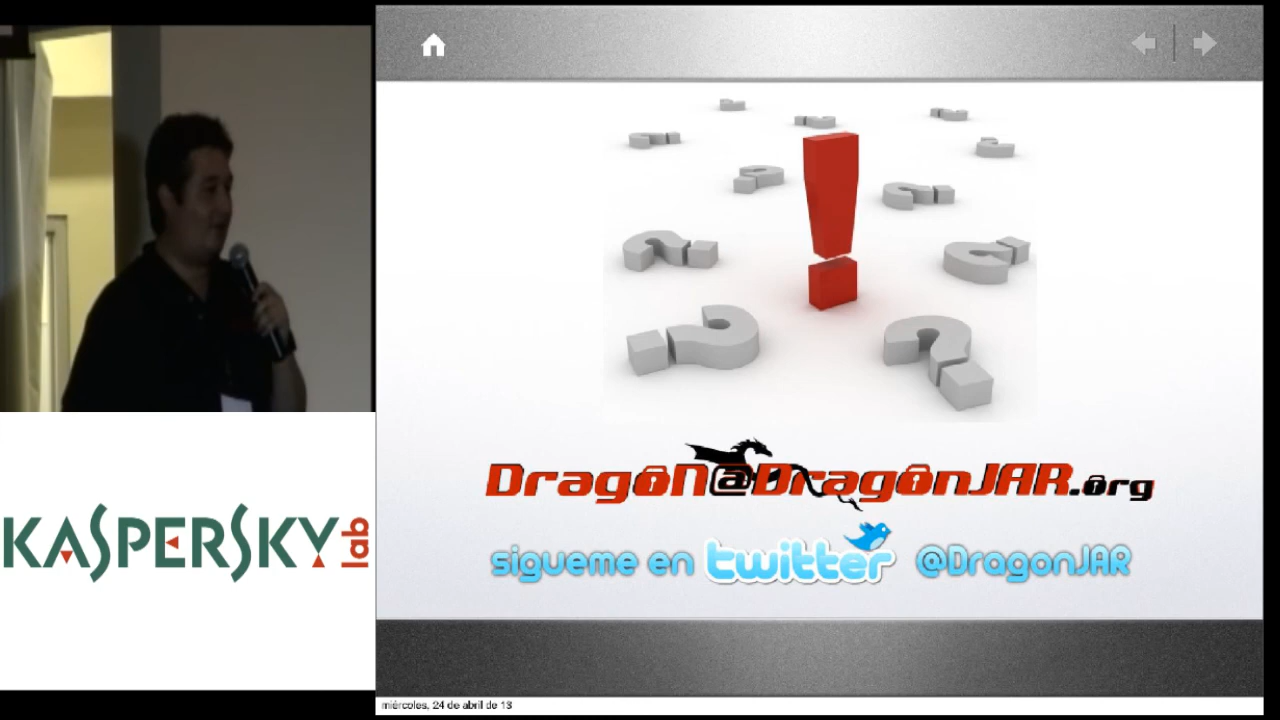 DragoN@DragonJAR.org
sigueme en twitter @DragonJAR
KASPERSKY lab
miércoles, 24 de abril de 13